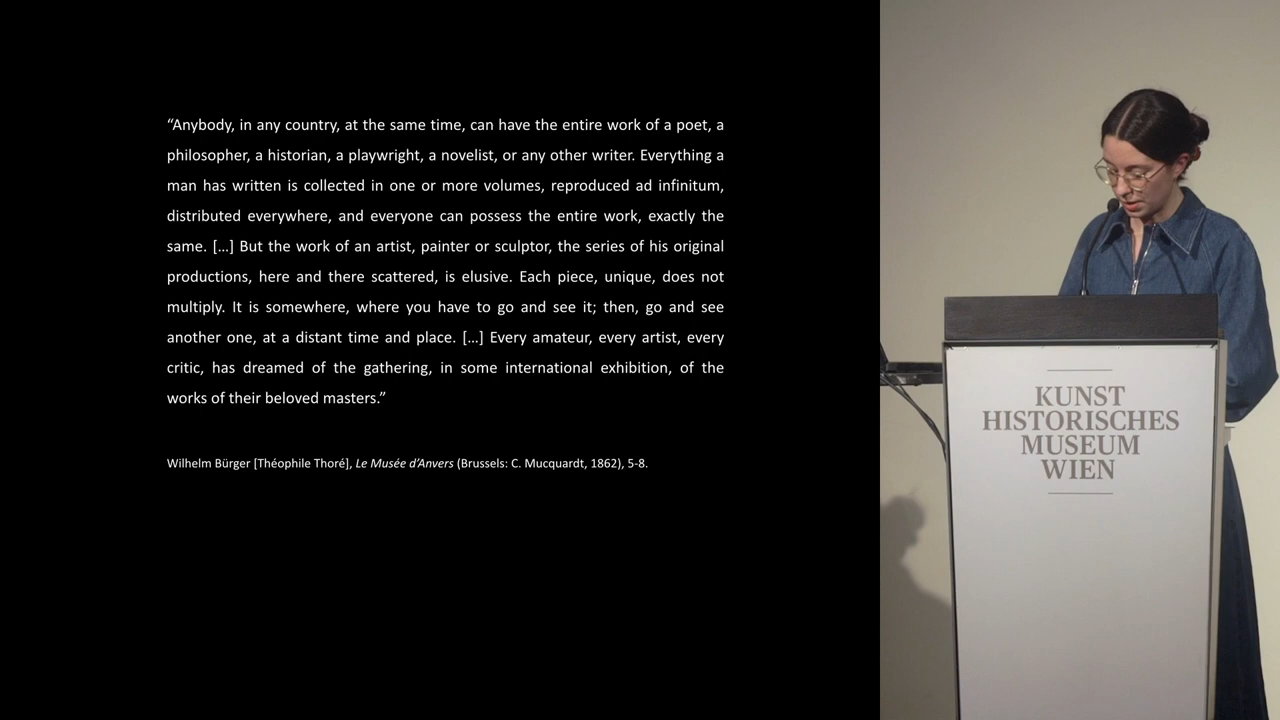 “Anybody, in any country, at the same time, can have the entire work of a poet, a
philosopher, a historian, a playwright, a novelist, or any other writer. Everything a
man has written is collected in one or more volumes, reproduced ad infinitum,
distributed everywhere, and everyone can possess the entire work, exactly the
same. […] But the work of an artist, painter or sculptor, the series of his original
productions, here and there scattered, is elusive. Each piece, unique, does not
multiply. It is somewhere, where you have to go and see it; then, go and see
another one, at a distant time and place. […] Every amateur, every artist, every
critic, has dreamed of the gathering, in some international exhibition, of the
works of their beloved masters.”
Wilhelm Bürger [Théophile Thoré], Le Musée d’Anvers (Brussels: C. Mucquardt, 1862), 5-8.
KUNST
HISTORISCHES
MUSEUM
WIEN